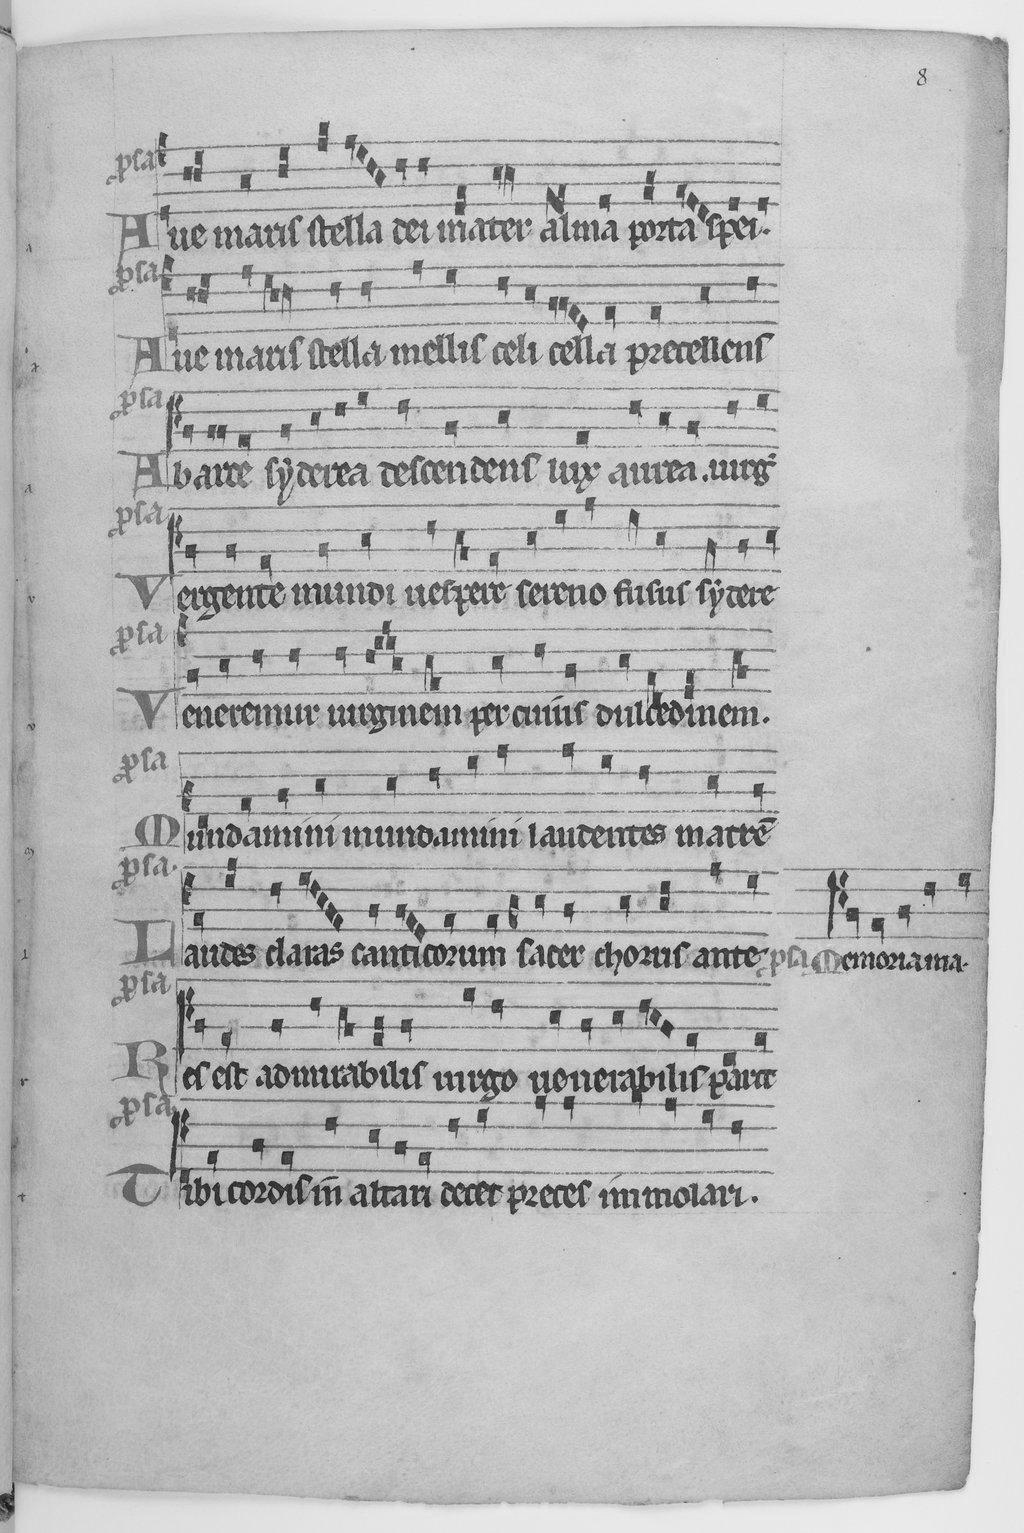 8
psa
Aue maris stella dei mater alma porta spei.
psa
Aue maris stella mellis celi cella precellens
psa
Ab arce syderea descendens lux aurea. uirg
psa
Vergente mundi uespere sereno fusus sydere
psa
Veneremur uirginem per cuius dulcedinem.
psa
Mundamini mundamini laudentes matrē
psa.
Laudes claras canticorum sacer chorus ante psa Memoriam a.
psa
Res est admirabilis uirgo uenerabilis parit
psa
Tibi cordis in altari decet preces immolari.